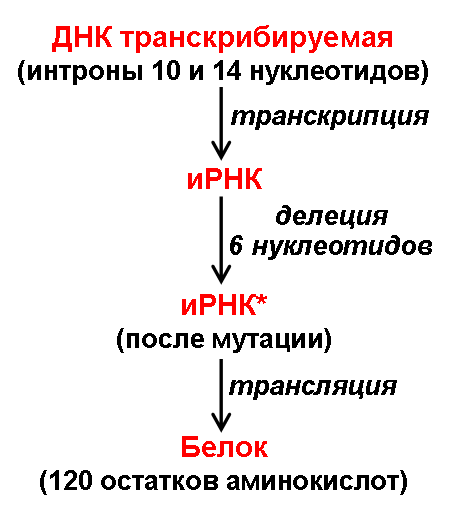 ДНК транскрибируемая
(интроны 10 и 14 нуклеотидов)
транскрипция
иРНК
делеция
6 нуклеотидов
иРНК*
(после мутации)
трансляция
Белок
(120 остатков аминокислот)